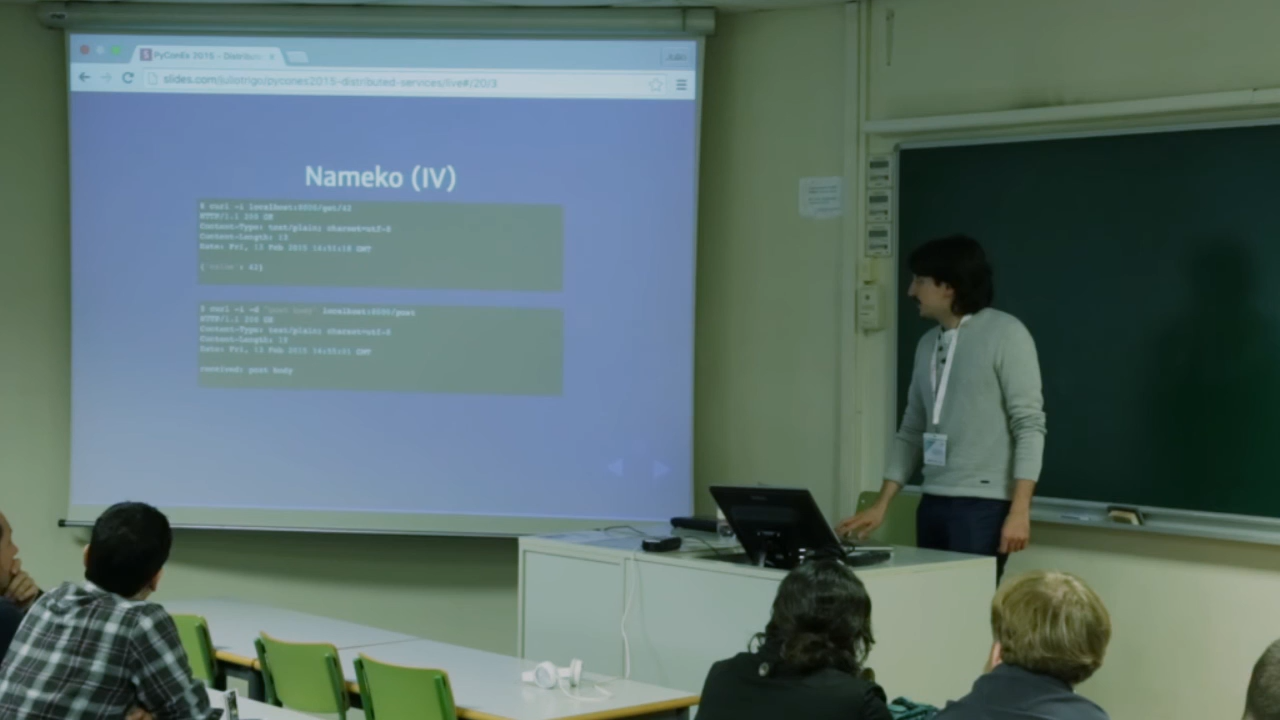 PyConEs 2015 - Distribut
Julio
slides.com/juliotrigo/pycones2015-distributed-services/live#/20/3
Nameko (IV)
$ curl -i localhost:8000/get/42
HTTP/1.1 200 OK
Content-Type: text/plain; charset=utf-8
Content-Length: 13
Date: Fri, 13 Feb 2015 14:51:18 GMT
{'value': 42}
$ curl -i -d "post body" localhost:8000/post
HTTP/1.1 200 OK
Content-Type: text/plain; charset=utf-8
Content-Length: 19
Date: Fri, 13 Feb 2015 14:55:01 GMT
received: post body